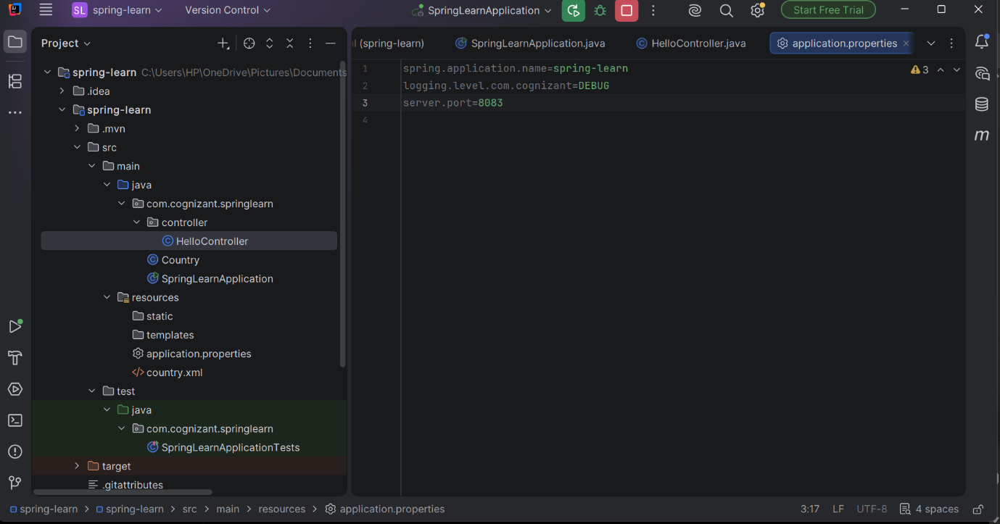 SL spring-learn Version Control SpringLearnApplication Start Free Trial
Project
spring-learn C:\Users\HP\OneDrive\Pictures\Documents
.idea
spring-learn
.mvn
src
main
java
com.cognizant.springlearn
controller
HelloController
Country
SpringLearnApplication
resources
static
templates
application.properties
country.xml
test
java
com.cognizant.springlearn
SpringLearnApplicationTests
target
.gitattributes
(spring-learn) SpringLearnApplication.java HelloController.java application.properties
1 spring.application.name=spring-learn 3
2 logging.level.com.cognizant=DEBUG
3 server.port=8083
4
m
spring-learn > spring-learn > src > main > resources > application.properties 3:17 LF UTF-8 4 spaces